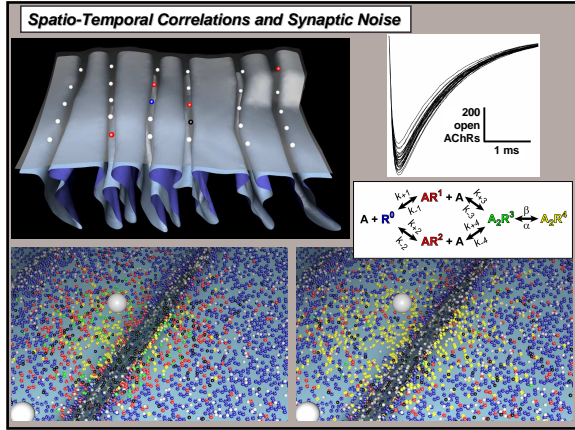 Spatio-Temporal Correlations and Synaptic Noise
200
open
AChRs
1 ms
k+1 AR1 + A k+3
k-1 k-3
A + R0 A2R3 β α A2R4
k+2 k+4
k-2 AR2 + A k-4